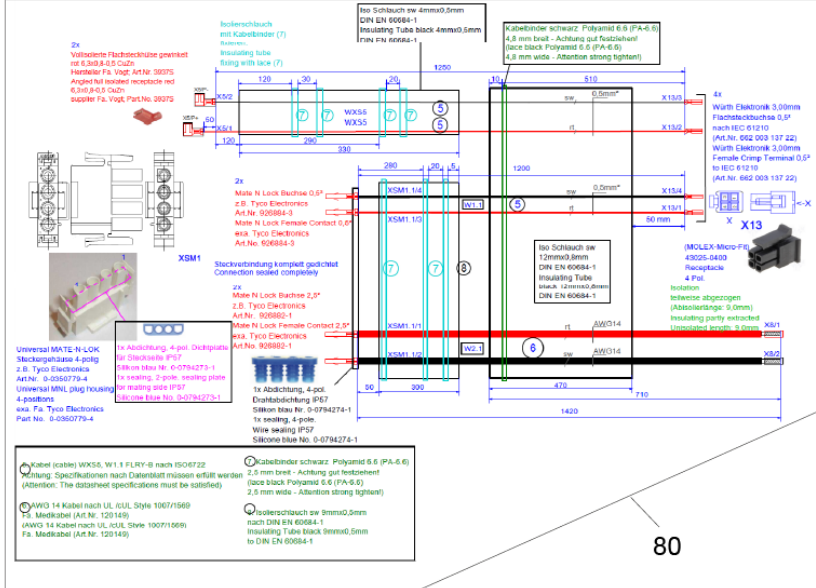 Iso Schlauch sw 4mmx0,5mm
DIN EN 60684-1
Insulating Tube black 4mmx0,5mm
DIN EN 60684-1
Isolierschlauch
mit Kabelbinder (7)
fixieren,
Insulating tube
fixing with lace (7)
Kabelbinder schwarz Polyamid 6.6 (PA-6.6)
4,8 mm breit - Achtung gut festziehen!
(lace black Polyamid 6.6 (PA-6.6)
4,8 mm wide - Attention strong tighten!)
2x
Vollisolierte Flachsteckhülse gewinkelt
rot 6,3x0,8-0,5 CuZn
Hersteller Fa. Vogt, Art.Nr. 3937S
Angled full isolated receptacle red
6,3x0,8-0,5 CuZn
supplier Fa. Vogt, Part.No. 3937S
1250
120
30
20
10
510
X5/P-
X5/2
X5/P+
X5/1
50
WXS5
WXS5
5
5
7
7
7
7
sw
0,5mm²
rt
X13/3
X13/2
120
290
330
4x
Würth Elektronik 3,00mm
Flachsteckbuchse 0,5²
nach IEC 61210
(Art.Nr. 662 003 137 22)
Würth Elektronik 3,00mm
Female Crimp Terminal 0,5²
to IEC 61210
(Art.Nr. 662 003 137 22)
280
20
5
1200
2x
Mate N Lock Buchse 0,5²
z.B. Tyco Electronics
Art.Nr. 926884-3
Mate N Lock Female Contact 0,5²
exa. Tyco Electronics
Art.No. 926884-3
XSM1.1/4
XSM1.1/3
W1.1
5
sw
0,5mm²
rt
X13/4
X13/1
50 mm
X
<-X
X13
XSM1
Steckverbindung komplett gedichtet
Connection sealed completely
7
7
8
Iso Schlauch sw
12mmx0,8mm
DIN EN 60684-1
Insulating Tube
black 12mmx0,8mm
DIN EN 60684-1
(MOLEX-Micro-Fit)
43025-0400
Receptacle
4 Pol.
Isolation
teilweise abgezogen
(Abisolierlänge: 9,0mm)
Insulating partly extracted
Unisolated length: 9,0mm
2x
Mate N Lock Buchse 2,5²
z.B. Tyco Electronics
Art.Nr. 926882-1
Mate N Lock Female Contact 2,5²
exa. Tyco Electronics
Art.No. 926882-1
XSM1.1/1
XSM1.1/2
W2.1
6
rt
AWG14
sw
AWG14
X8/1
X8/2
1
4
Universal MATE-N-LOK
Steckergehäuse 4-polig
z.B. Tyco Electronics
Art.Nr. 0-0350779-4
Universal MNL plug housing
4-positions
exa. Fa. Tyco Electronics
Part No. 0-0350779-4
1x Abdichtung, 4-pol. Dichtplatte
für Steckseite IP57
Silikon blau Nr. 0-0794273-1
1x sealing, 2-pole. sealing plate
for mating side IP57
Silicone blue No. 0-0794273-1
1x Abdichtung, 4-pol.
Drahtabdichtung IP57
Silikon blau Nr. 0-0794274-1
1x sealing, 4-pole.
Wire sealing IP57
Silicone blue No. 0-0794274-1
50
300
470
710
1420
5 Kabel (cable) WXS5, W1.1 FLRY-B nach ISO6722
Achtung: Spezifikationen nach Datenblatt müssen erfüllt werden
(Attention: The datasheet specifications must be satisfied)
6 AWG 14 Kabel nach UL /cUL Style 1007/1569
Fa. Medikabel (Art.Nr. 120149)
(AWG 14 Kabel nach UL /cUL Style 1007/1569)
Fa. Medikabel (Art.Nr. 120149)
7 Kabelbinder schwarz Polyamid 6.6 (PA-6.6)
2,5 mm breit - Achtung gut festziehen!
(lace black Polyamid 6.6 (PA-6.6)
2,5 mm wide - Attention strong tighten!)
8 Isolierschlauch sw 9mmx0,5mm
nach DIN EN 60684-1
Insulating Tube black 9mmx0,5mm
to DIN EN 60684-1
80